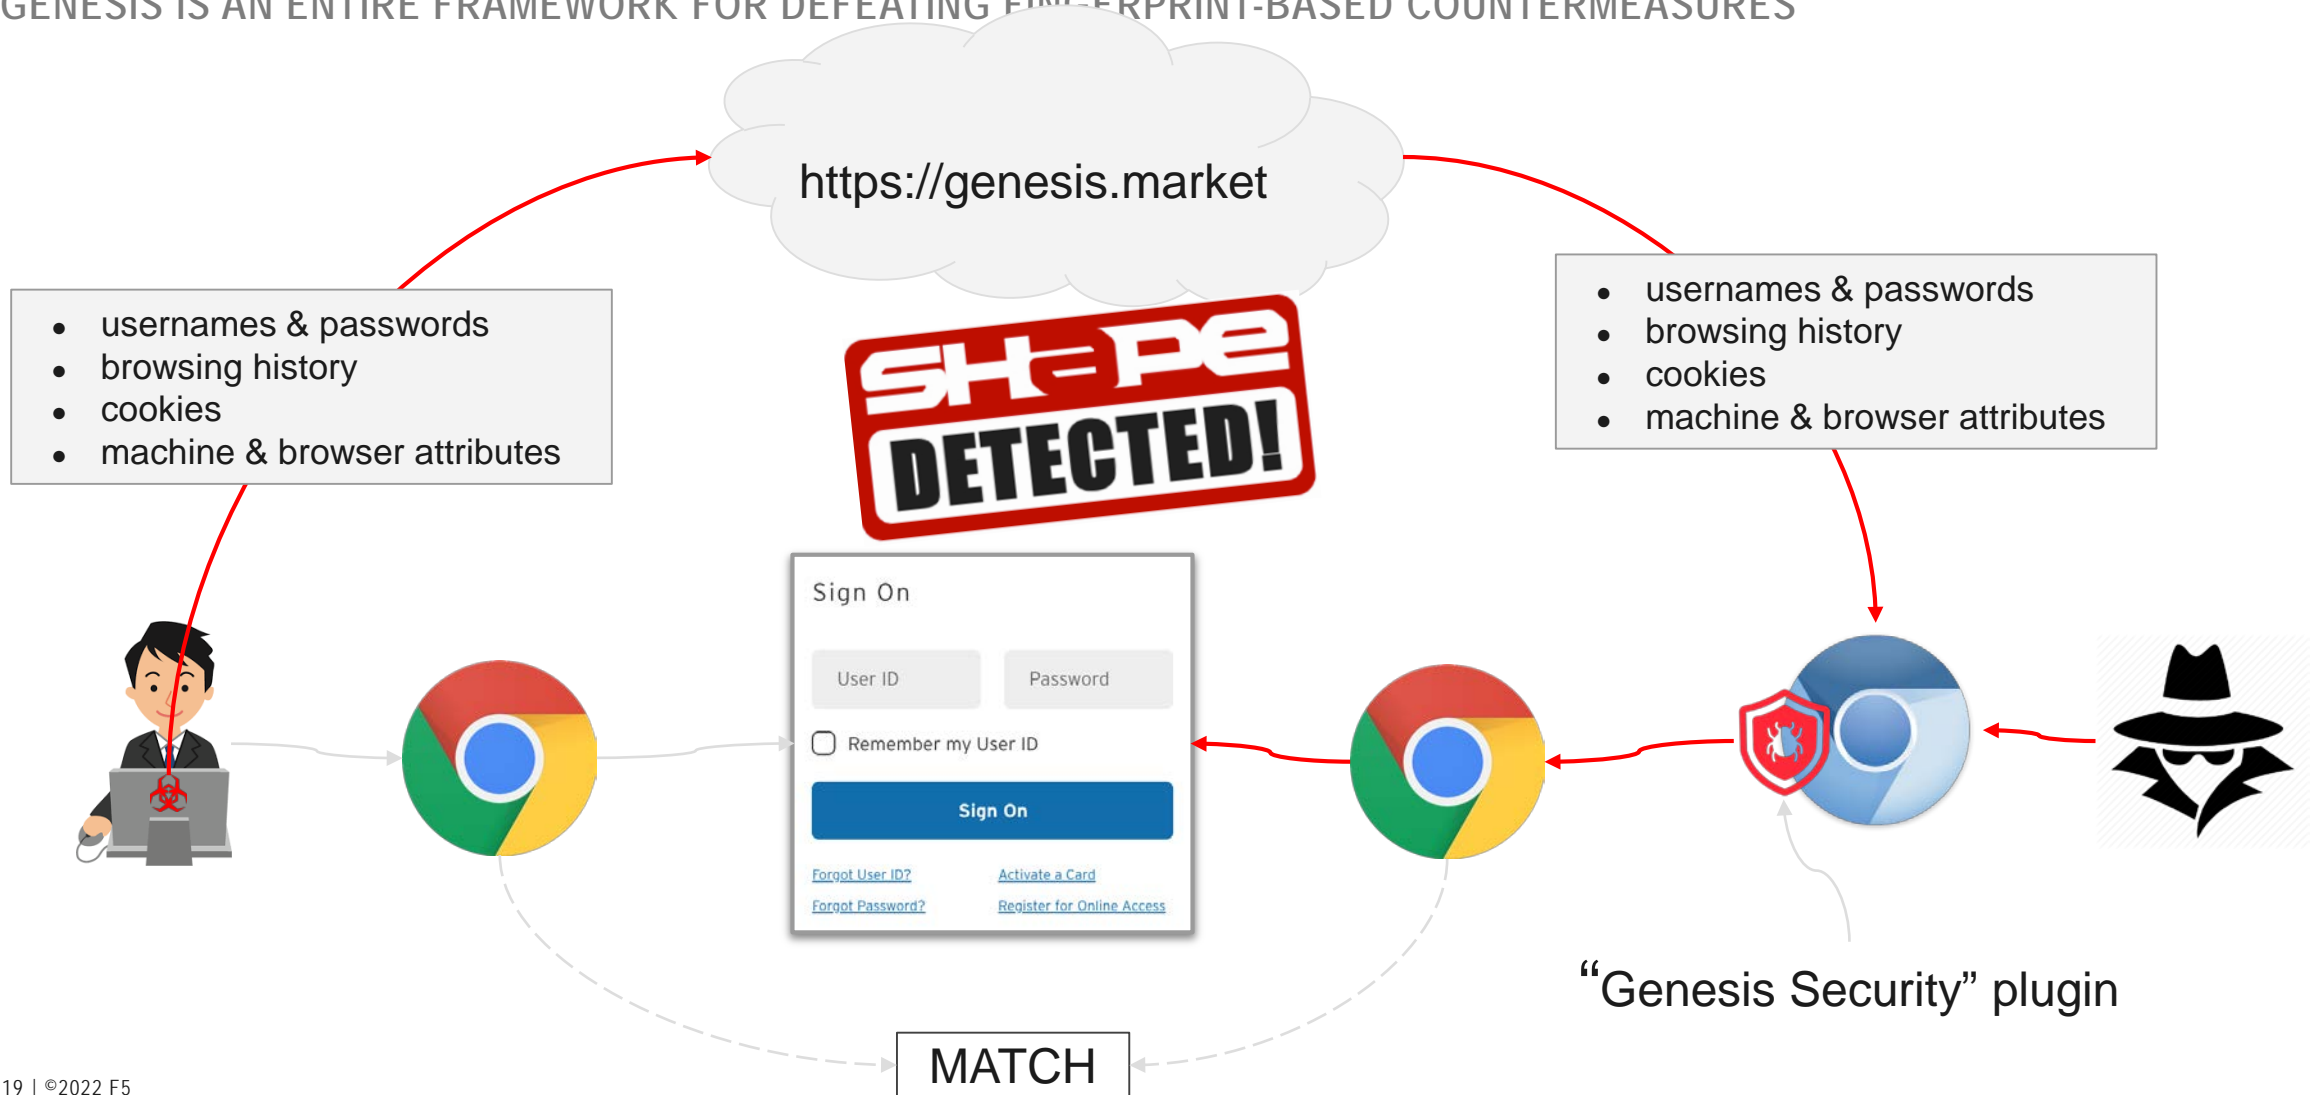 GENESIS IS AN ENTIRE FRAMEWORK FOR DEFEATING FINGERPRINT-BASED COUNTERMEASURES
https://genesis.market
• usernames & passwords
• browsing history
• cookies
• machine & browser attributes
• usernames & passwords
• browsing history
• cookies
• machine & browser attributes
SHAPE
DETECTED!
Sign On
User ID
Password
Remember my User ID
Sign On
Forgot User ID?
Activate a Card
Forgot Password?
Register for Online Access
“Genesis Security” plugin
MATCH
19 | ©2022 F5